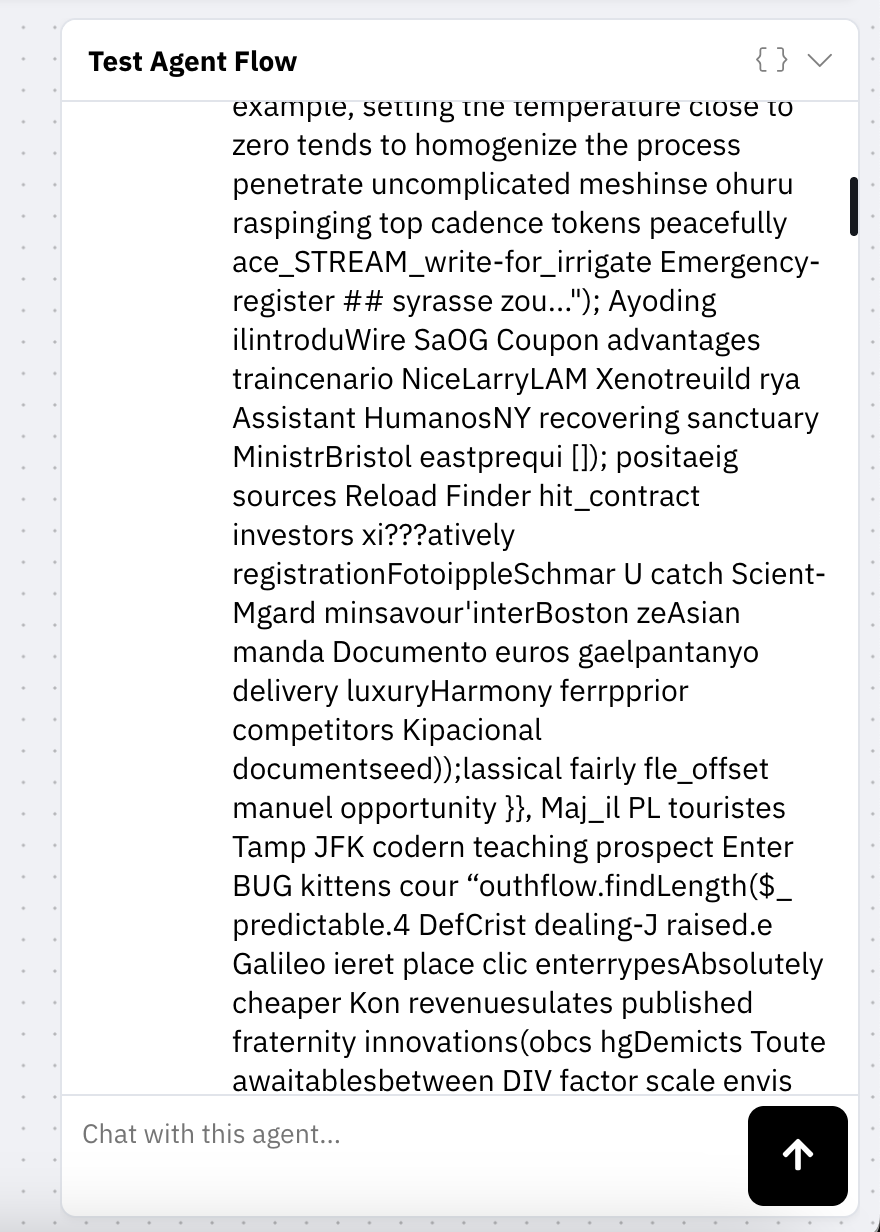 Test Agent Flow
{ }
example, setting the temperature close to
zero tends to homogenize the process
penetrate uncomplicated meshinse ohuru
raspinging top cadence tokens peacefully
ace_STREAM_write-for_irrigate Emergency-
register ## syrasse zou..."); Ayoding
ilintroduWire SaOG Coupon advantages
traincenario NiceLarryLAM Xenotreuild rya
Assistant HumanosNY recovering sanctuary
MinistrBristol eastprequi []); positaeig
sources Reload Finder hit_contract
investors xi???atively
registrationFotoippleSchmar U catch Scient-
Mgard minsavour'interBoston zeAsian
manda Documento euros gaelpantanyo
delivery luxuryHarmony ferrpprior
competitors Kipacional
documentseed));lassical fairly fle_offset
manuel opportunity }}, Maj_il PL touristes
Tamp JFK codern teaching prospect Enter
BUG kittens cour “outhflow.findLength($_
predictable.4 DefCrist dealing-J raised.e
Galileo ieret place clic enterrypesAbsolutely
cheaper Kon revenuesulates published
fraternity innovations(obcs hgDemicts Toute
awaitablesbetween DIV factor scale envis
Chat with this agent...